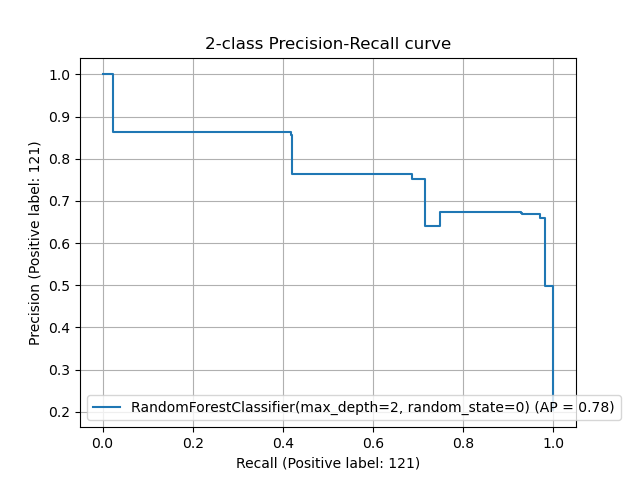 2-class Precision-Recall curve
Precision (Positive label: 121)
1.0
0.9
0.8
0.7
0.6
0.5
0.4
0.3
0.2
RandomForestClassifier(max_depth=2, random_state=0) (AP = 0.78)
0.0 0.2 0.4 0.6 0.8 1.0
Recall (Positive label: 121)